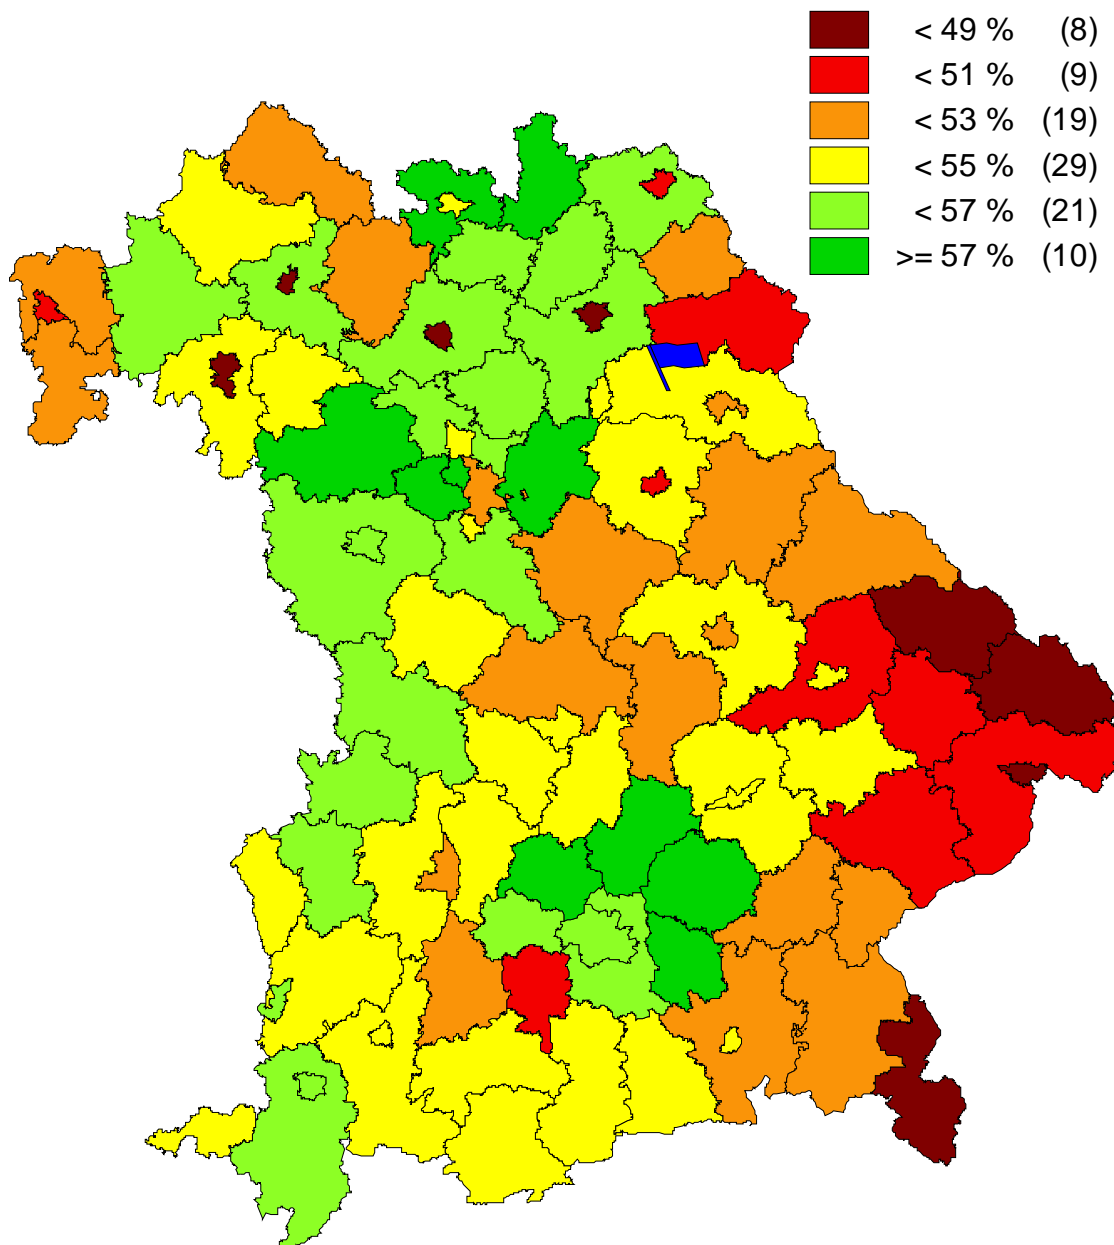 < 49 % (8)
< 51 % (9)
< 53 % (19)
< 55 % (29)
< 57 % (21)
>= 57 % (10)